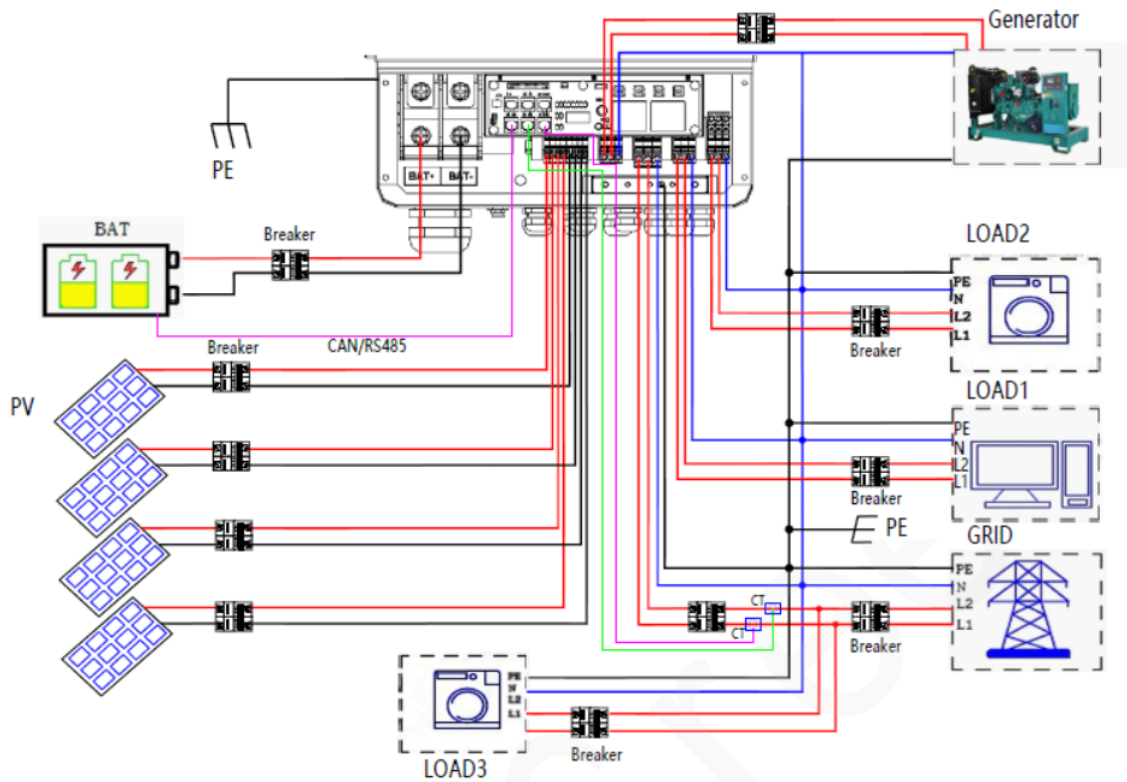 Generator
PE
BAT+ BAT-
BAT
Breaker
LOAD2
PE
N
L2
L1
Breaker
CAN/RS485
Breaker
PV
LOAD1
PE
N
L2
L1
Breaker
PE
GRID
PE
N
L2
L1
CT
CT
Breaker
PE
N
L2
L1
Breaker
LOAD3